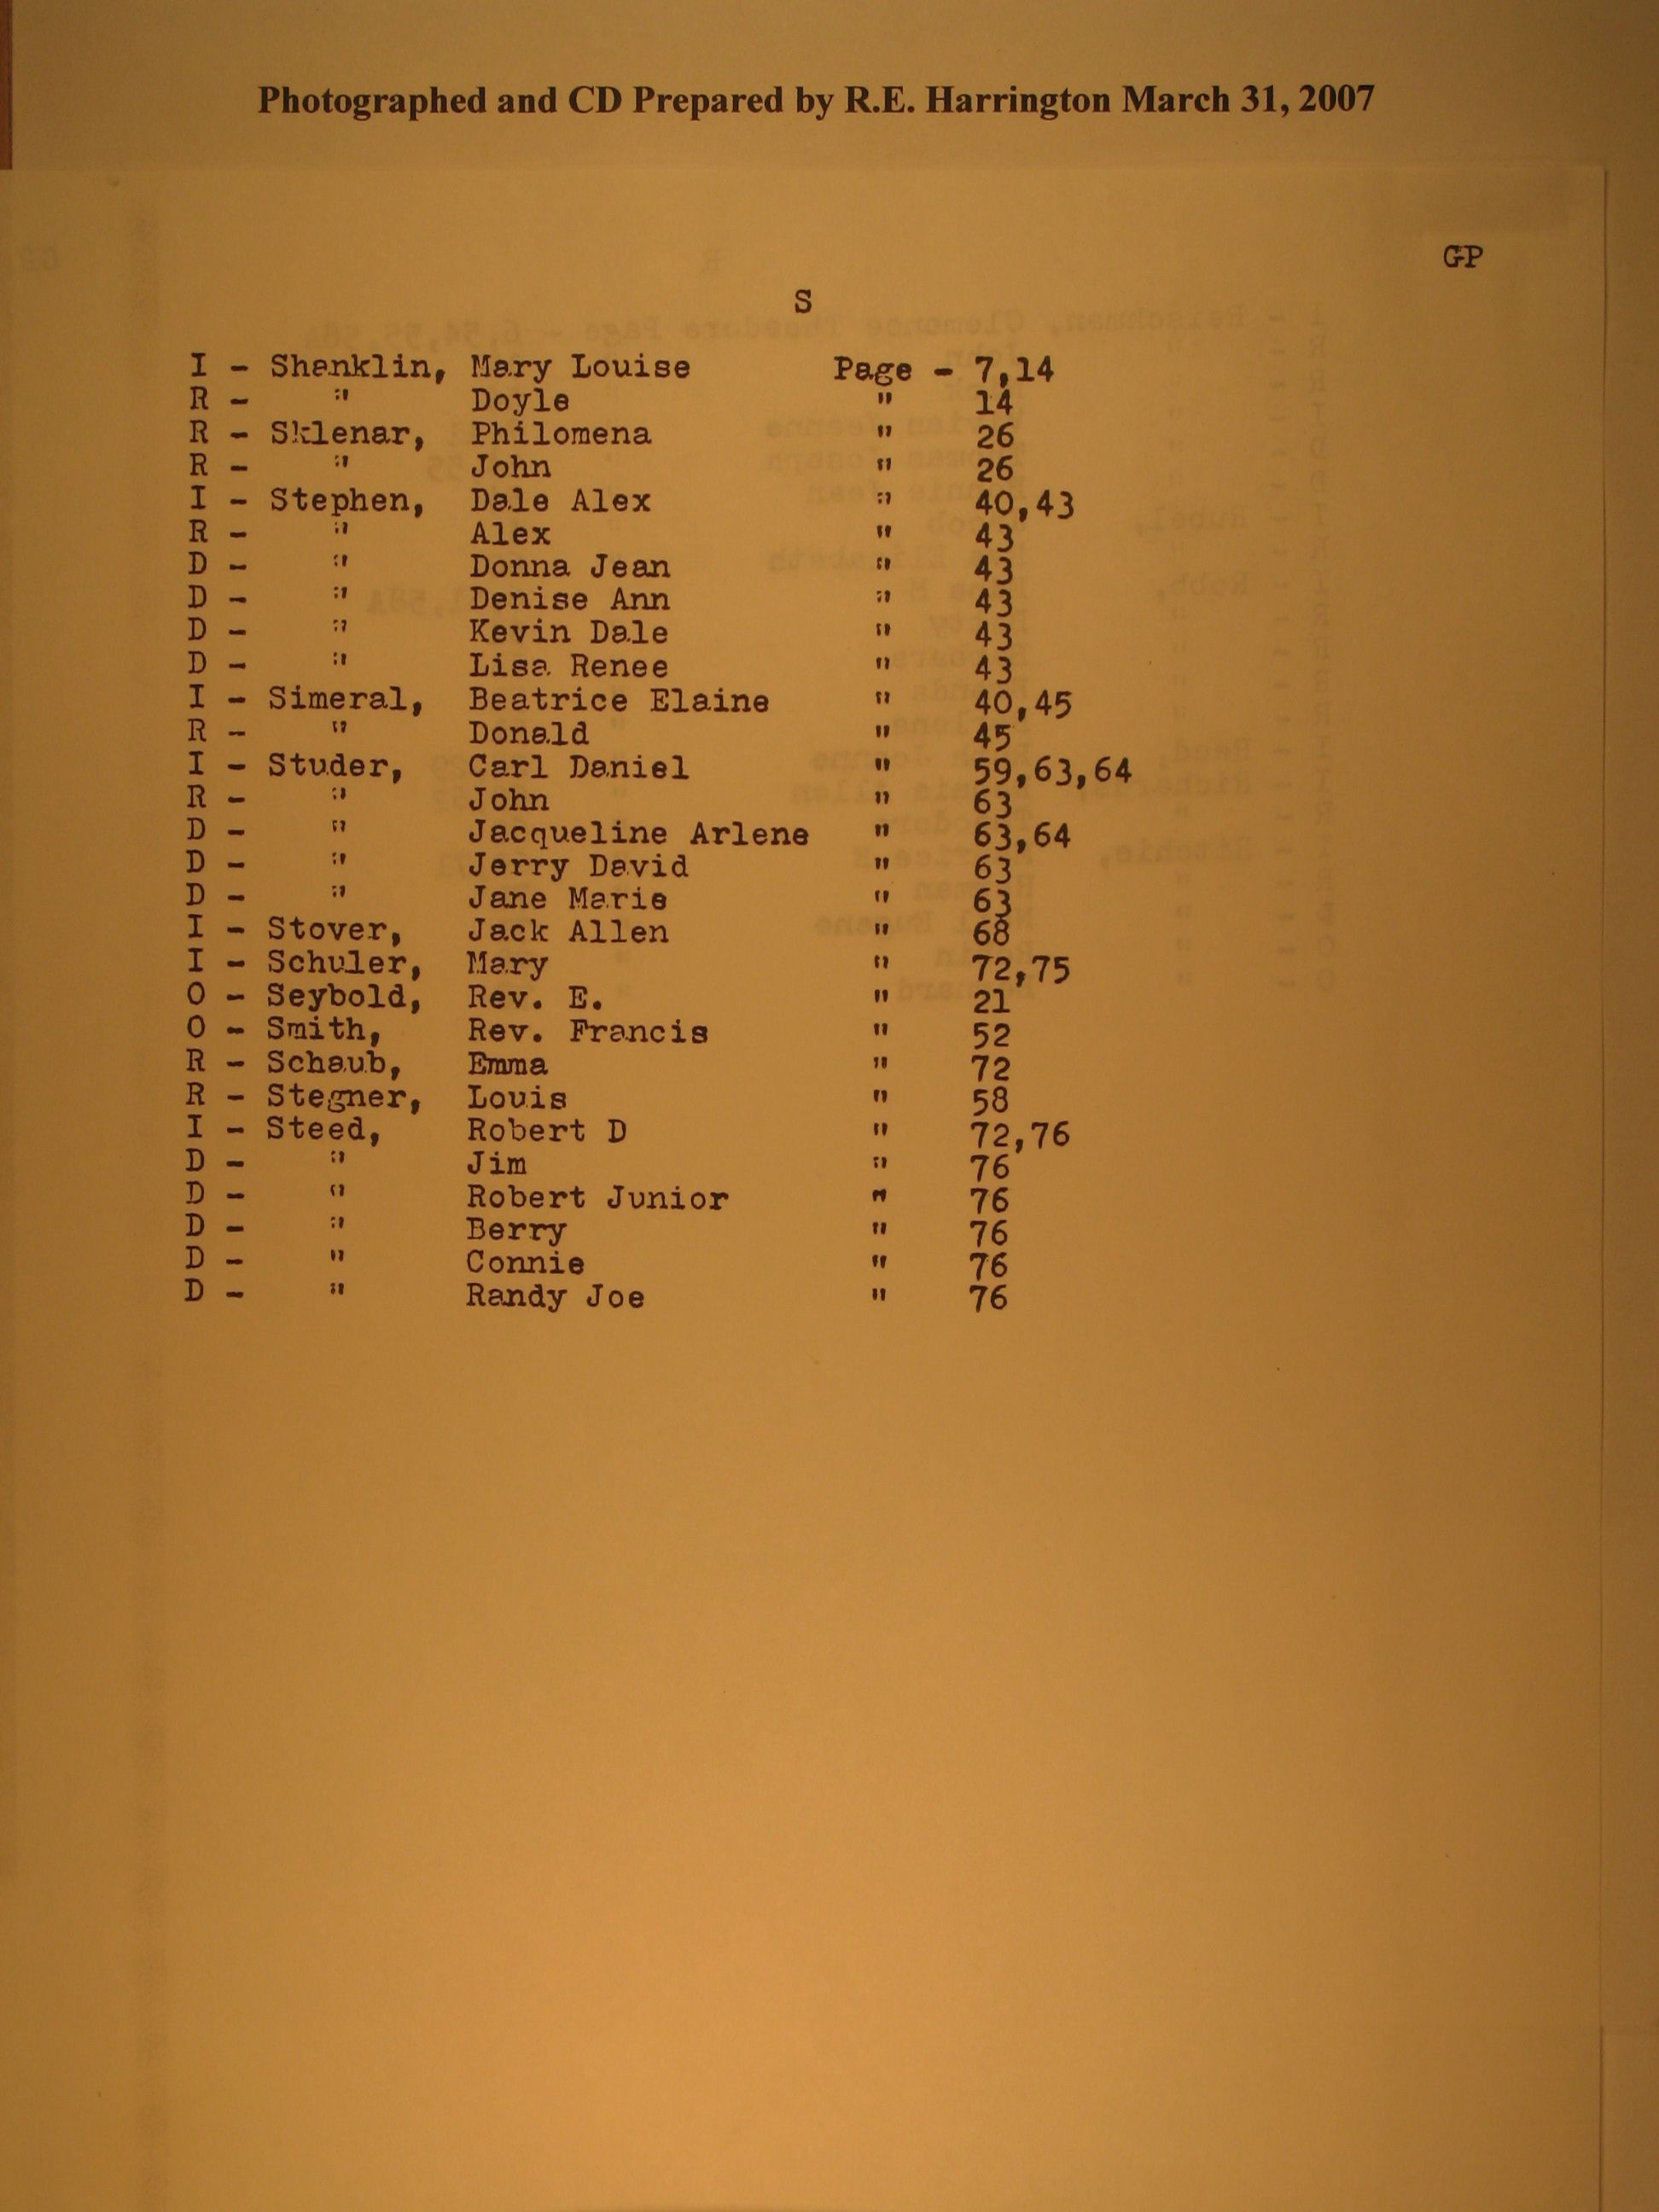 Photographed and CD Prepared by R.E. Harrington March 31, 2007
GP
S
I - Shanklin, Mary Louise Page - 7,14
R - " Doyle " 14
R - Sklenar, Philomena " 26
R - " John " 26
I - Stephen, Dale Alex " 40,43
R - " Alex " 43
D - " Donna Jean " 43
D - " Denise Ann " 43
D - " Kevin Dale " 43
D - " Lisa Renee " 43
I - Simeral, Beatrice Elaine " 40,45
R - " Donald " 45
I - Studer, Carl Daniel " 59,63,64
R - " John " 63
D - " Jacqueline Arlene " 63,64
D - " Jerry David " 63
D - " Jane Marie " 63
I - Stover, Jack Allen " 68
I - Schuler, Mary " 72,75
O - Seybold, Rev. E. " 21
O - Smith, Rev. Francis " 52
R - Schaub, Emma " 72
R - Stegner, Louis " 58
I - Steed, Robert D " 72,76
D - " Jim " 76
D - " Robert Junior " 76
D - " Berry " 76
D - " Connie " 76
D - " Randy Joe " 76